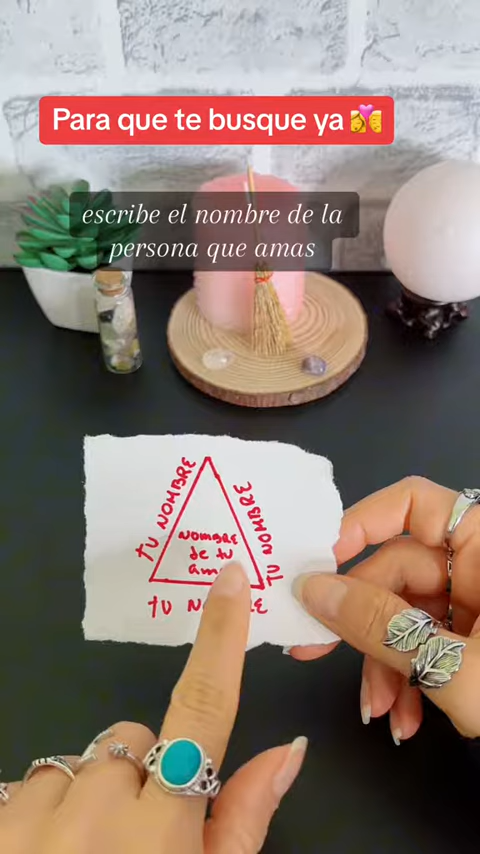 Para que te busque ya
escribe el nombre de la
persona que amas
TU NOMBRE
TU NOMBRE
NOMBRE
de tu
TU